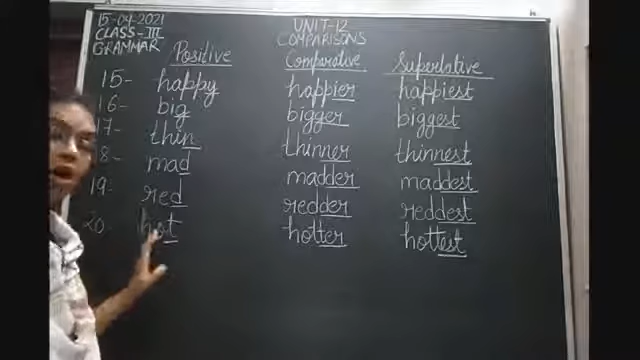 15-04-2021
CLASS-III
GRAMMAR
UNIT-12
COMPARISONS
Positive Comparative Superlative
15- happy happier happiest
16- big bigger biggest
17- thin thinner thinnest
18- mad madder maddest
19- red redder reddest
20 hot hotter hottest